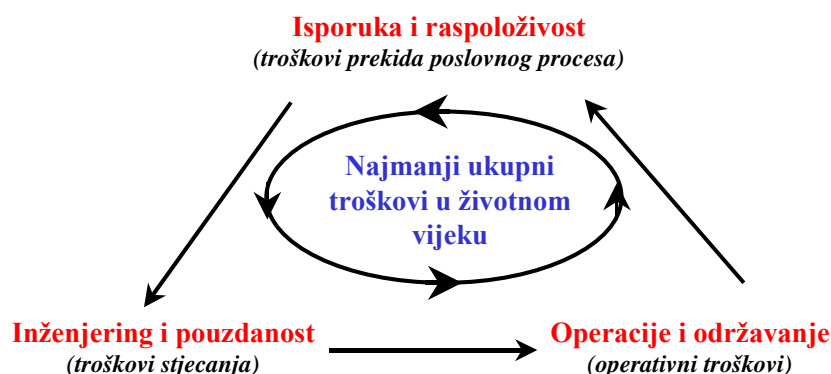 Isporuka i raspoloživost
(troškovi prekida poslovnog procesa)
Najmanji ukupni
troškovi u životnom
vijeku
Inženjering i pouzdanost
(troškovi stjecanja)
Operacije i održavanje
(operativni troškovi)